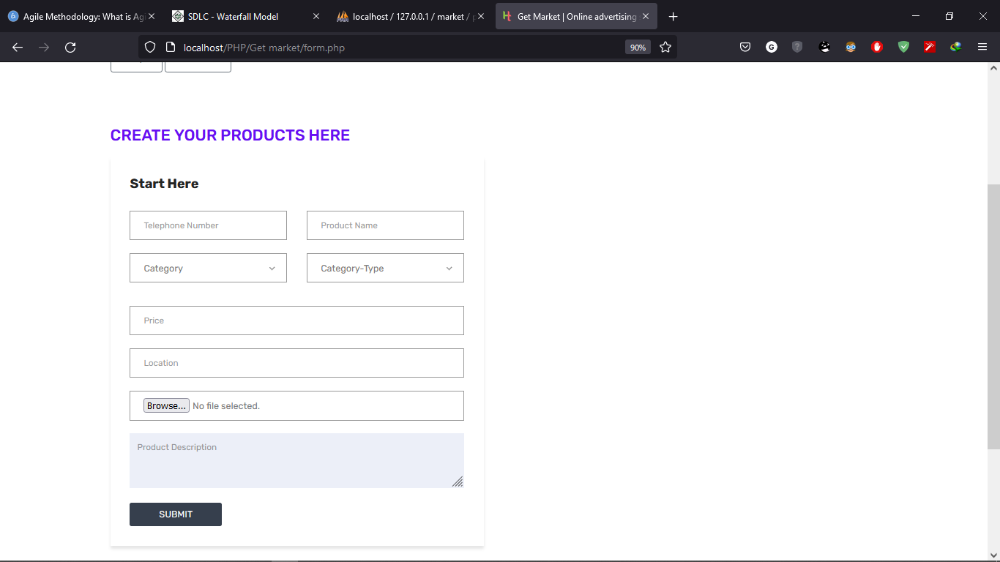 Agile Methodology: What is Ag
SDLC - Waterfall Model
localhost / 127.0.0.1 / market / p
Get Market | Online advertising
localhost/PHP/Get market/form.php
90%
CREATE YOUR PRODUCTS HERE
Start Here
Telephone Number
Product Name
Category
Category-Type
Price
Location
Browse... No file selected.
Product Description
SUBMIT